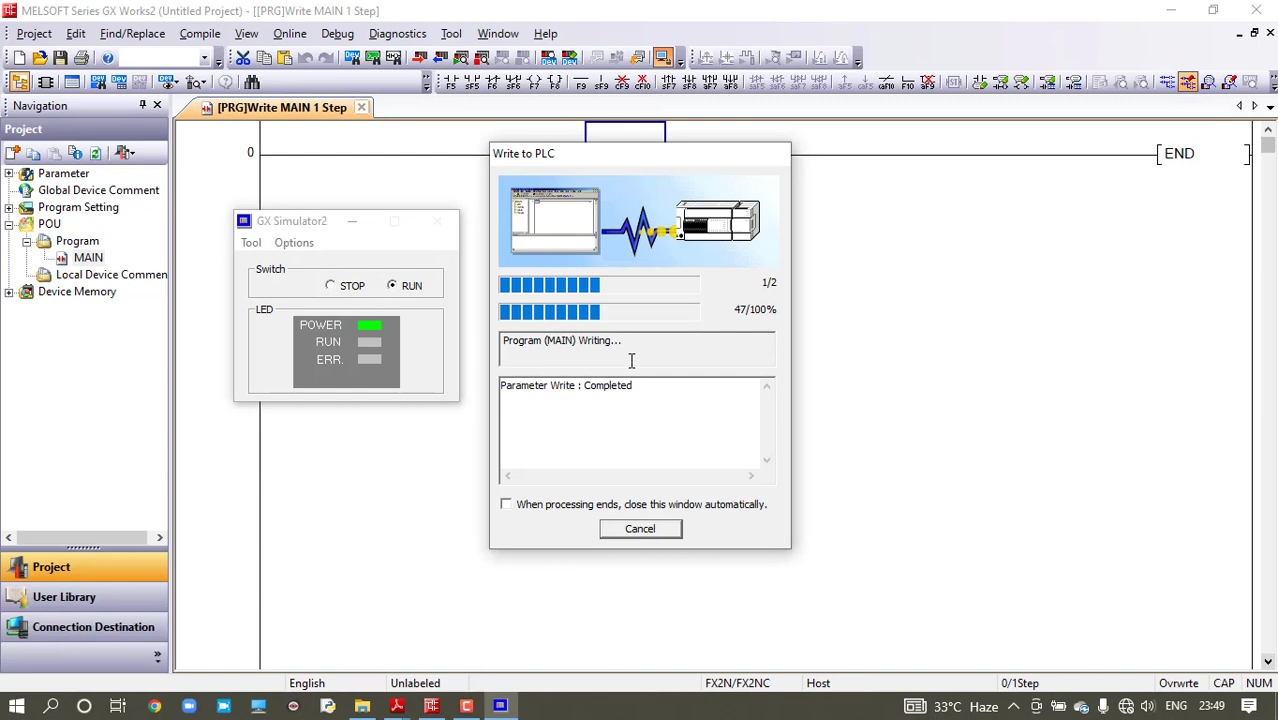 MELSOFT Series GX Works2 (Untitled Project) - [[PRG]Write MAIN 1 Step]
Project Edit Find/Replace Compile View Online Debug Diagnostics Tool Window Help
Navigation
[PRG]Write MAIN 1 Step
Project
Parameter
Global Device Comment
Program Setting
POU
Program
MAIN
Local Device Commen
Device Memory
0
END
GX Simulator2
Tool Options
Switch
STOP RUN
LED
POWER
RUN
ERR.
Write to PLC
1/2
47/100%
Program (MAIN) Writing...
Parameter Write : Completed
When processing ends, close this window automatically.
Cancel
Project
User Library
Connection Destination
English Unlabeled FX2N/FX2NC Host 0/1Step Ovrwrte CAP NUM
33°C Haze ENG 23:49